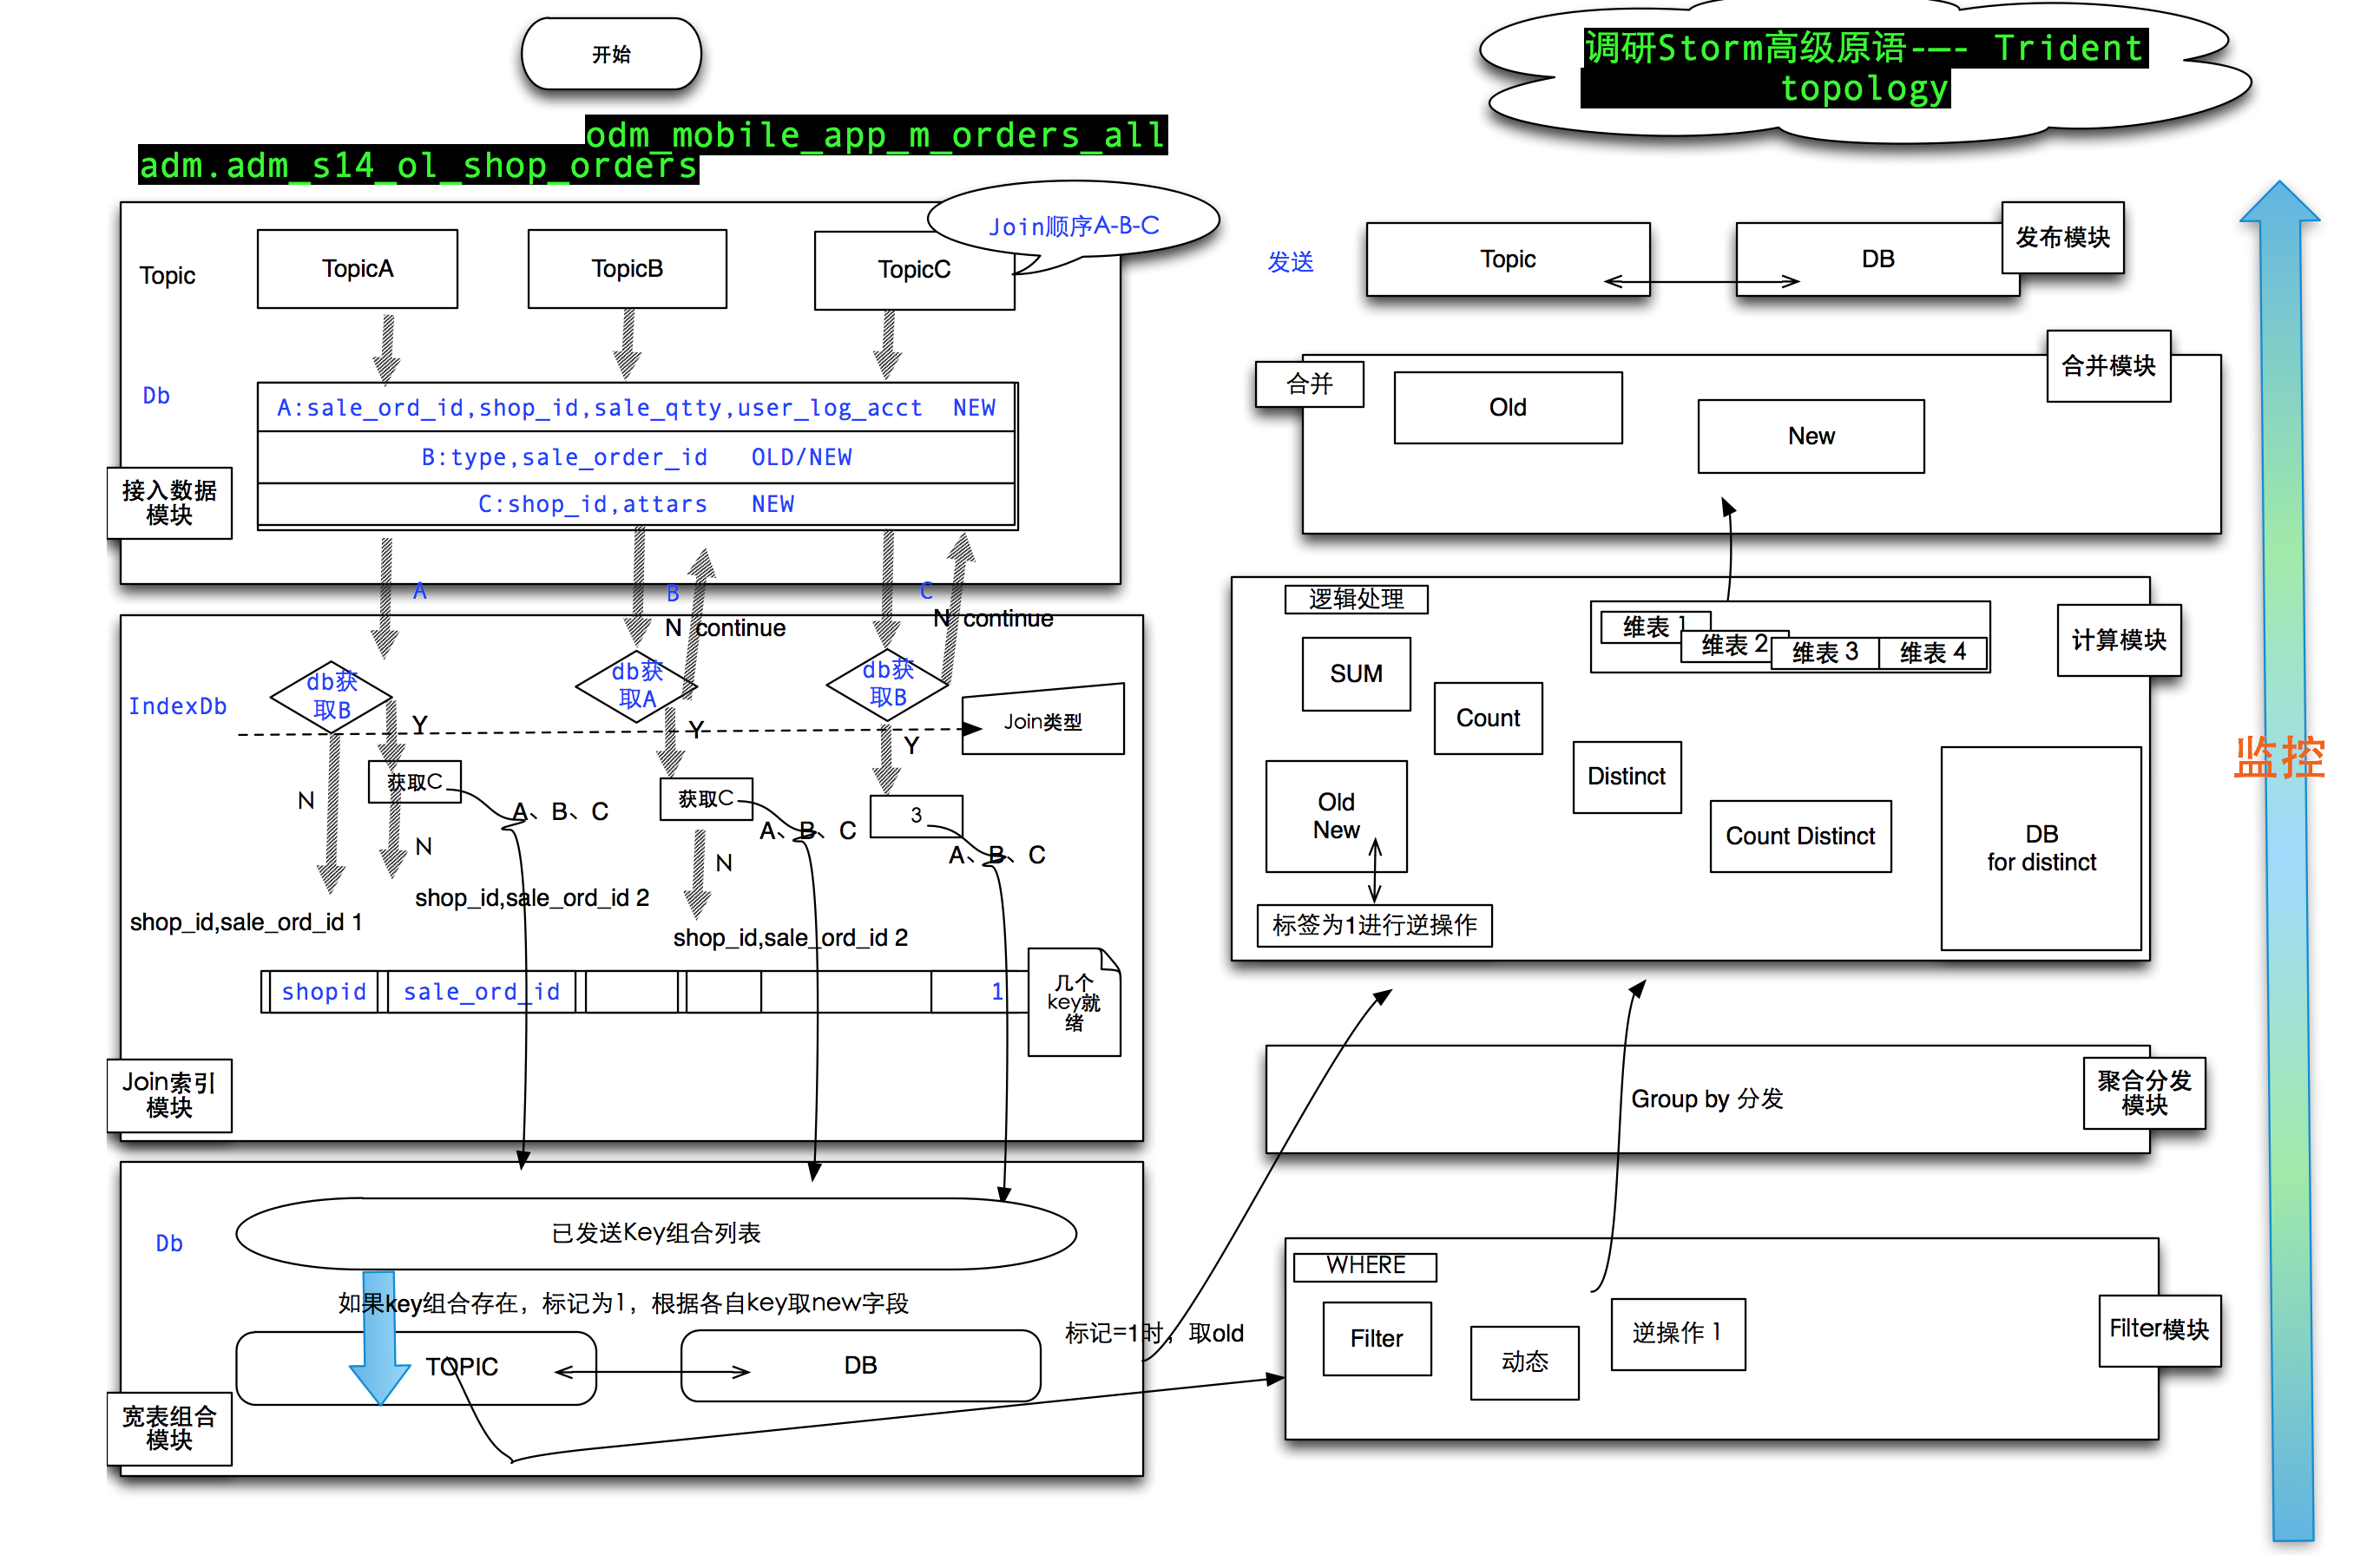 开始
odm_mobile_app_m_orders_all
adm.adm_s14_ol_shop_orders
Join顺序A-B-C
Topic
TopicA
TopicB
TopicC
Db
A:sale_ord_id,shop_id,sale_qtty,user_log_acct NEW
B:type,sale_order_id OLD/NEW
C:shop_id,attars NEW
接入数据
模块
A
B
C
N continue
N continue
IndexDb
db获
取B
db获
取A
db获
取B
Y
Y
Y
Join类型
获取C
获取C
3
N
N
N
A、B、C
A、B、C
A、B、C
shop_id,sale_ord_id 1
shop_id,sale_ord_id 2
shop_id,sale_ord_id 2
shopid
sale_ord_id
1
几个
key就
绪
Join索引
模块
Db
已发送Key组合列表
如果key组合存在，标记为1，根据各自key取new字段
TOPIC
DB
宽表组合
模块
标记=1时，取old
调研Storm高级原语--- Trident
topology
发送
Topic
DB
发布模块
合并
Old
New
合并模块
逻辑处理
维表 1
维表 2
维表 3
维表 4
计算模块
SUM
Count
Distinct
Count Distinct
Old
New
标签为1进行逆操作
DB
for distinct
监控
Group by 分发
聚合分发
模块
WHERE
Filter
动态
逆操作 1
Filter模块